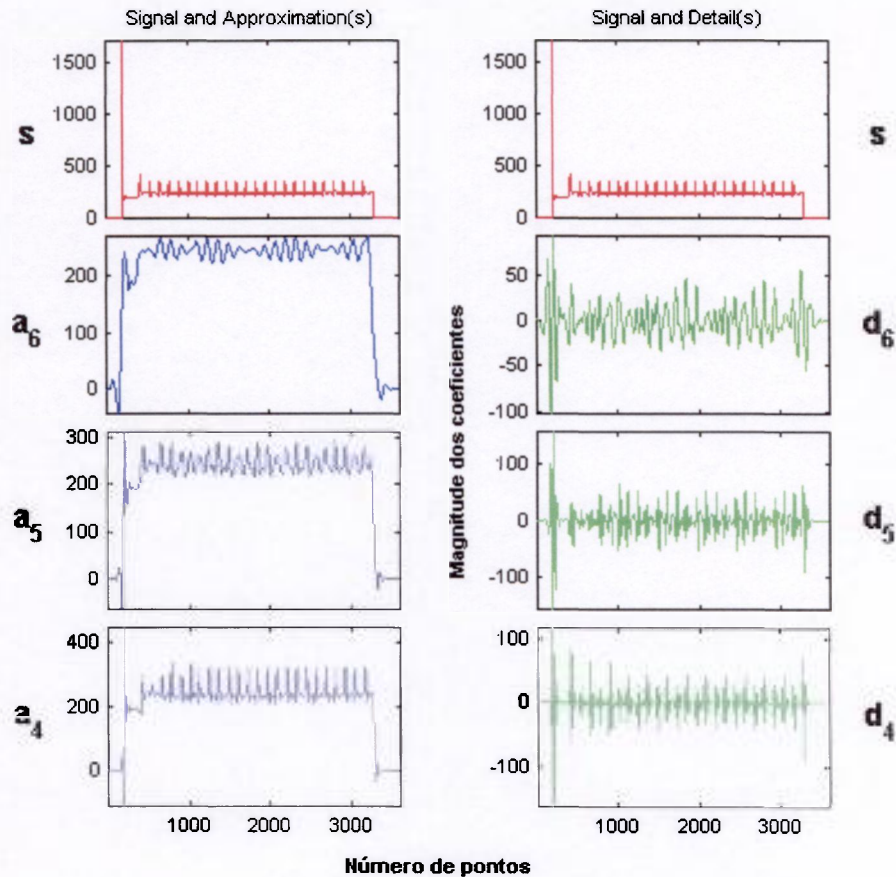 Signal and Approximation(s)
Signal and Detail(s)
s
1500
1000
500
0
1500
1000
500
0
s
a6
200
100
0
50
0
-50
-100
d6
a5
300
200
100
0
100
0
-100
d5
a4
400
200
0
100
0
-100
d4
Magnitude dos coeficientes
1000
2000
3000
1000
2000
3000
Número de pontos